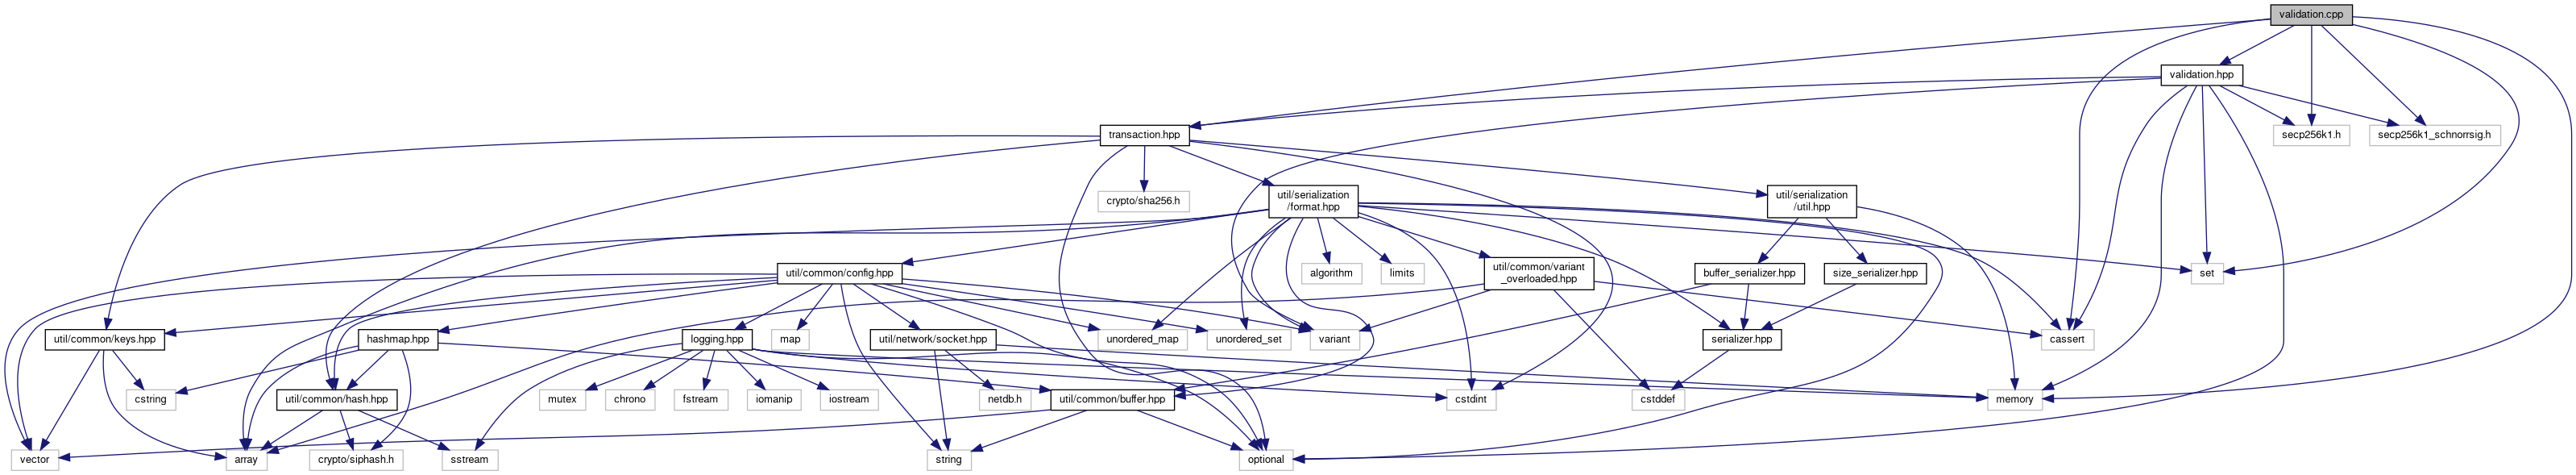 validation.cpp
validation.hpp
transaction.hpp
secp256k1.h
secp256k1_schnorrsig.h
crypto/sha256.h
util/serialization
/format.hpp
util/serialization
/util.hpp
util/common/config.hpp
algorithm
limits
util/common/variant
_overloaded.hpp
buffer_serializer.hpp
size_serializer.hpp
set
util/common/keys.hpp
hashmap.hpp
logging.hpp
map
util/network/socket.hpp
unordered_map
unordered_set
variant
serializer.hpp
cassert
cstring
util/common/hash.hpp
mutex
chrono
fstream
iomanip
iostream
netdb.h
util/common/buffer.hpp
cstdint
cstddef
memory
vector
array
crypto/siphash.h
sstream
string
optional